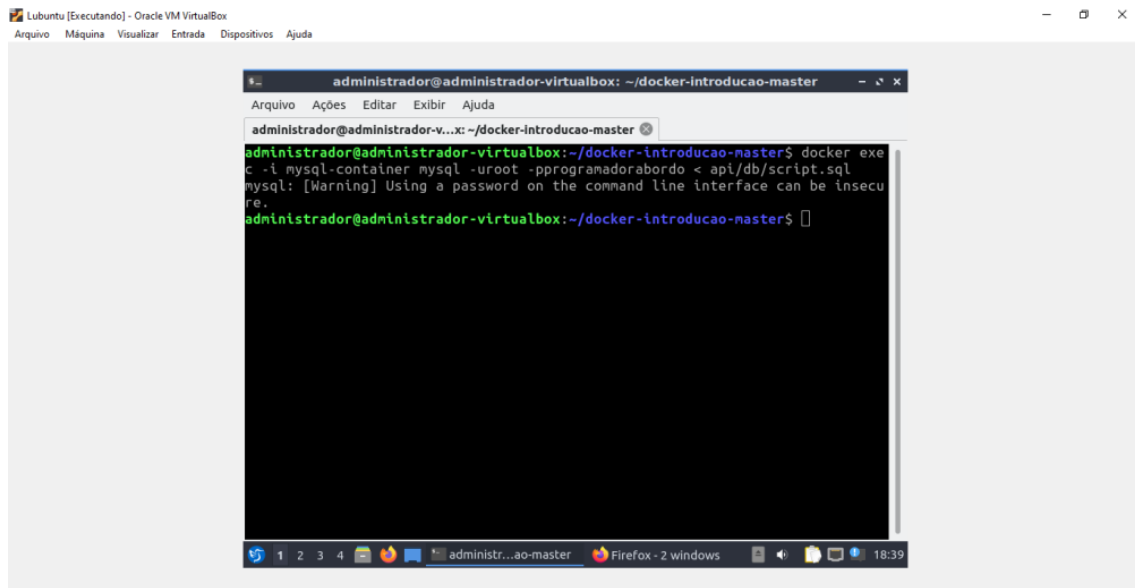 Lubuntu [Executando] - Oracle VM VirtualBox
Arquivo Máquina Visualizar Entrada Dispositivos Ajuda
administrador@administrador-virtualbox: ~/docker-introducao-master
Arquivo Ações Editar Exibir Ajuda
administrador@administrador-v...x: ~/docker-introducao-master
administrador@administrador-virtualbox:~/docker-introducao-master$ docker exe
c -i mysql-container mysql -uroot -pprogramadorabordo < api/db/script.sql
mysql: [Warning] Using a password on the command line interface can be insecu
re.
administrador@administrador-virtualbox:~/docker-introducao-master$
1 2 3 4 administr...ao-master Firefox - 2 windows 18:39